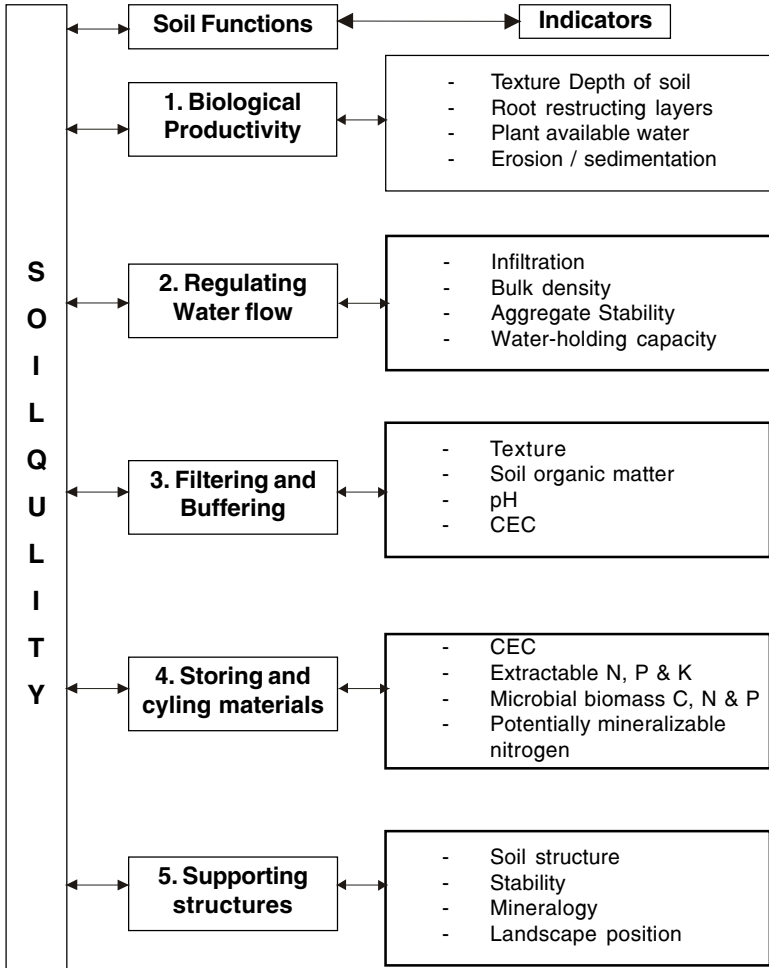 Soil Functions
Indicators
SOILQULITY
1. Biological
Productivity
- Texture Depth of soil
- Root restructing layers
- Plant available water
- Erosion / sedimentation
2. Regulating
Water flow
- Infiltration
- Bulk density
- Aggregate Stability
- Water-holding capacity
3. Filtering and
Buffering
- Texture
- Soil organic matter
- pH
- CEC
4. Storing and
cyling materials
- CEC
- Extractable N, P & K
- Microbial biomass C, N & P
- Potentially mineralizable
nitrogen
5. Supporting
structures
- Soil structure
- Stability
- Mineralogy
- Landscape position